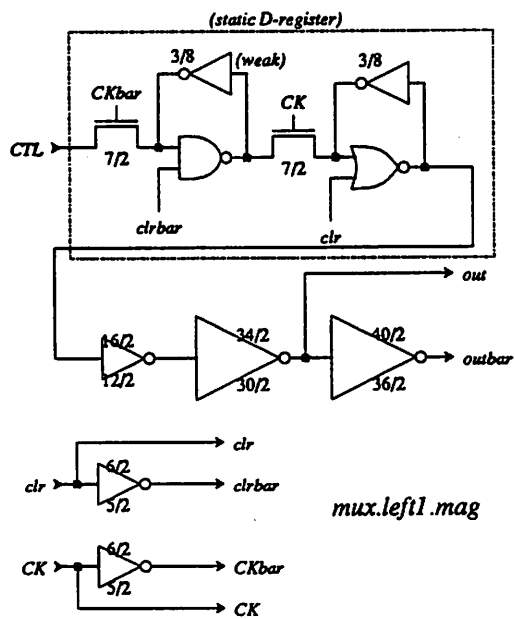 (static D-register)
3/8
(weak)
3/8
CKbar
CK
CTL
7/2
7/2
clrbar
clr
out
16/2
12/2
34/2
30/2
40/2
36/2
outbar
clr
clr
6/2
5/2
clrbar
mux.left1.mag
CK
6/2
5/2
CKbar
CK